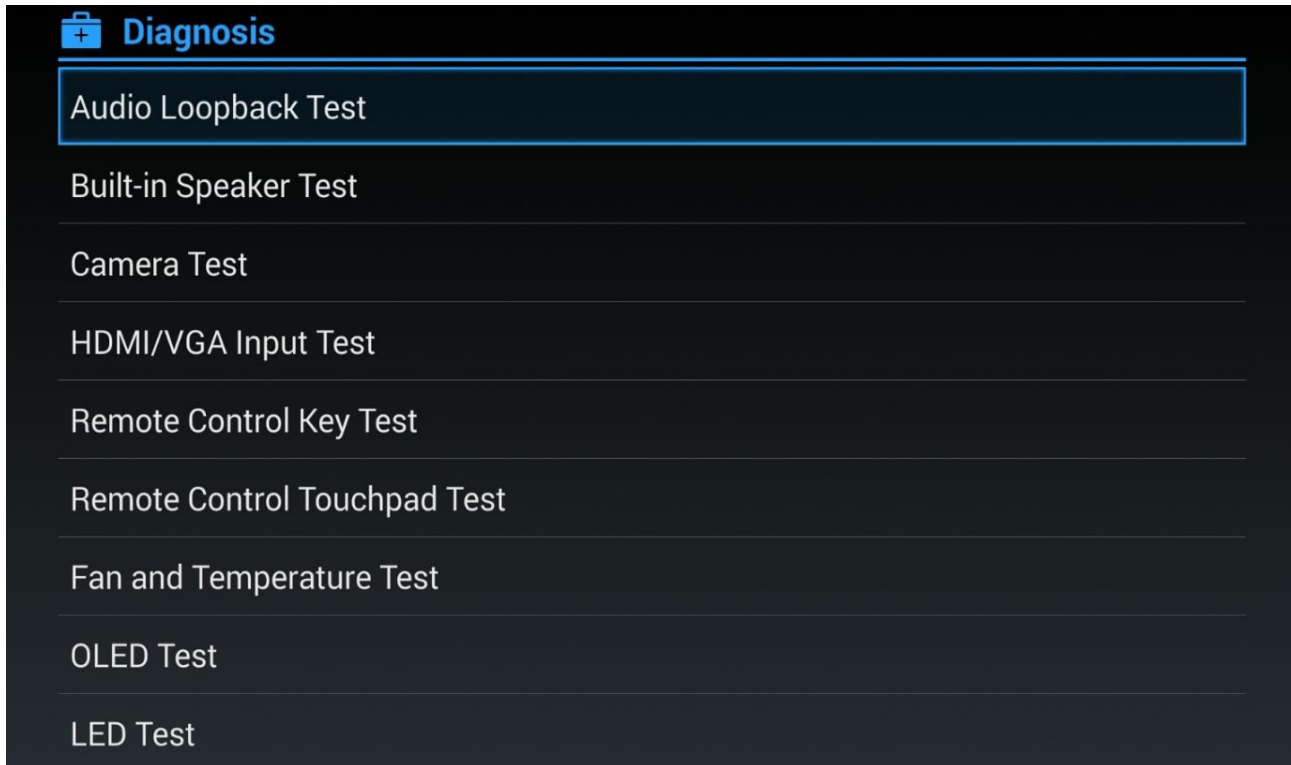 Diagnosis
Audio Loopback Test
Built-in Speaker Test
Camera Test
HDMI/VGA Input Test
Remote Control Key Test
Remote Control Touchpad Test
Fan and Temperature Test
OLED Test
LED Test